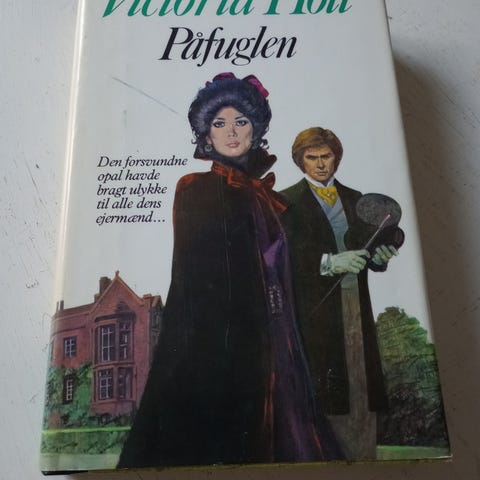 Victoria Holt
Påfuglen
Den forsvundne
opal havde
bragt ulykke
til alle dens
ejermænd...